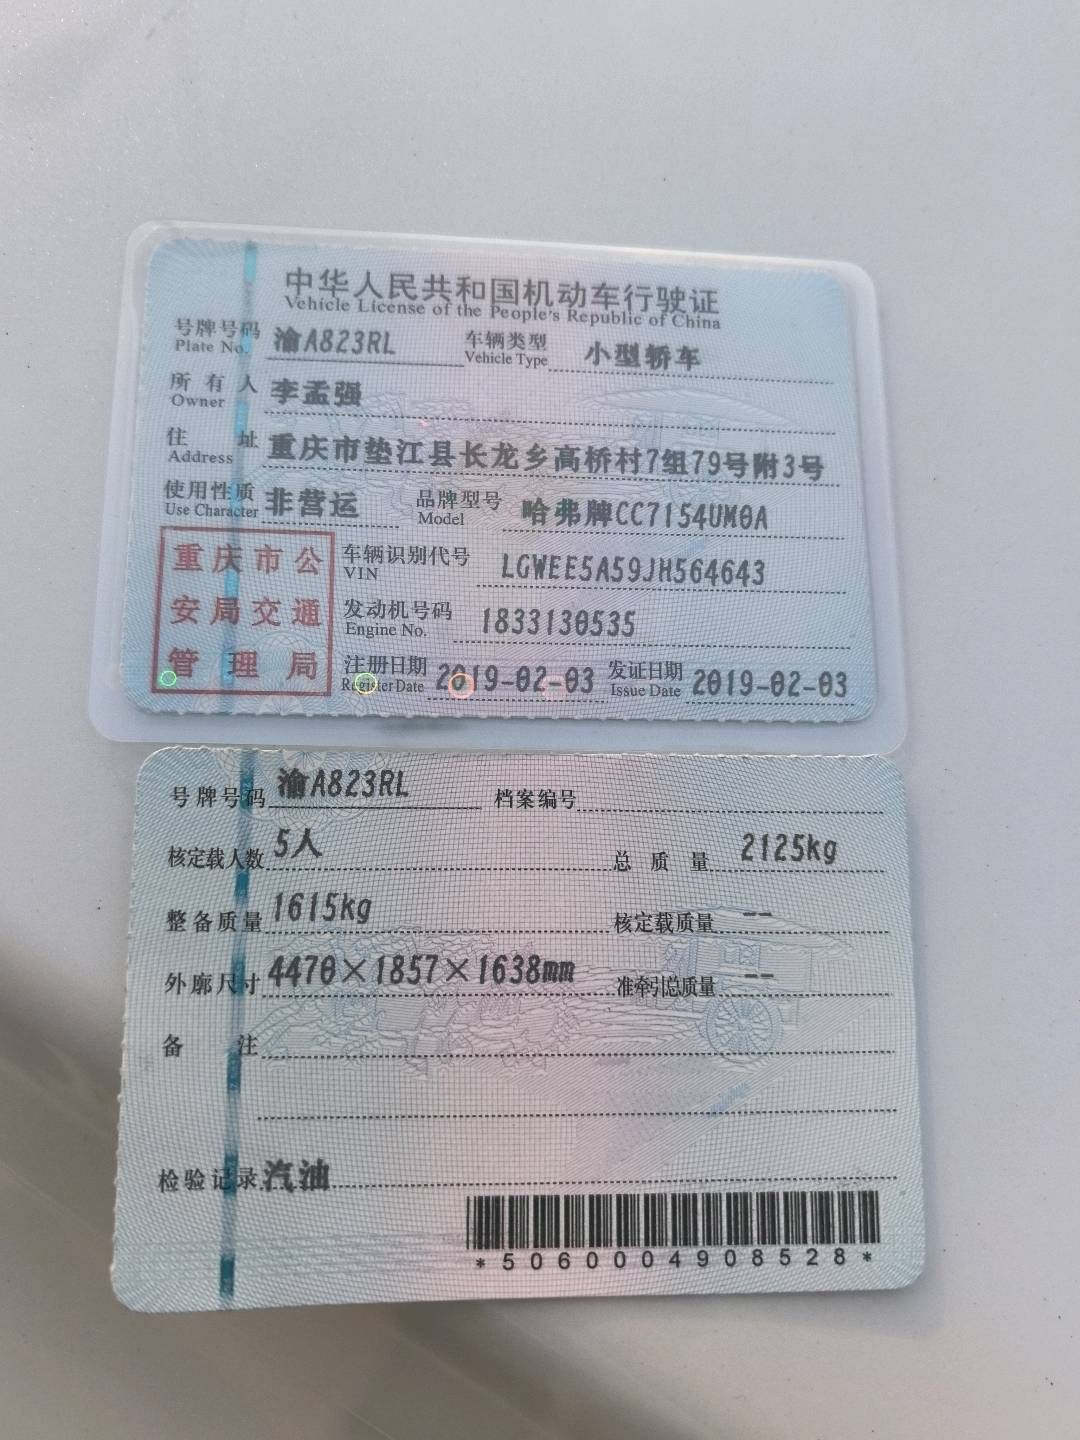 中华人民共和国机动车行驶证
Vehicle License of the People's Republic of China
号牌号码 渝A823RL 车辆类型 小型轿车
Plate No. Vehicle Type
所有人 李孟强
Owner
住址 重庆市垫江县长龙乡高桥村7组79号附3号
Address
使用性质 非营运 品牌型号 哈弗牌CC7154UM0A
Use Character Model
重庆市公安局交通管理局
车辆识别代号 LGWEE5A59JH564643
VIN
发动机号码 1833130535
Engine No.
注册日期 2019-02-03 发证日期 2019-02-03
Register Date Issue Date
号牌号码 渝A823RL 档案编号
核定载人数 5人 总质量 2125kg
整备质量 1615kg 核定载质量 --
外廓尺寸 4470×1857×1638mm 准牵引总质量 --
备注
检验记录 汽油
*5060004908528*